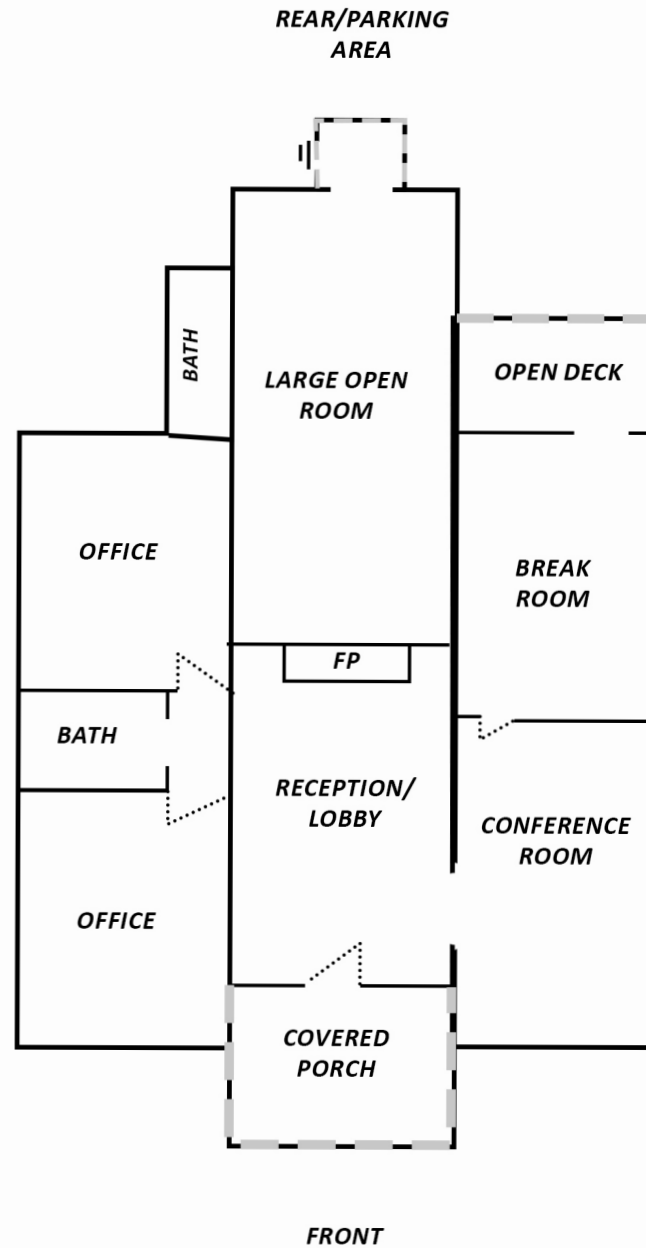 REAR/PARKING
AREA
BATH
LARGE OPEN
ROOM
OPEN DECK
OFFICE
BREAK
ROOM
FP
BATH
RECEPTION/
LOBBY
CONFERENCE
ROOM
OFFICE
COVERED
PORCH
FRONT